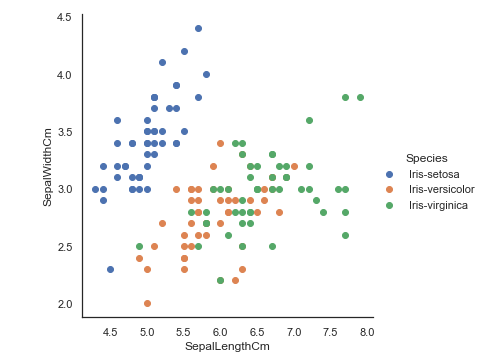 4.5
4.0
3.5
3.0
2.5
2.0
SepalWidthCm
4.5 5.0 5.5 6.0 6.5 7.0 7.5 8.0
SepalLengthCm
Species
Iris-setosa
Iris-versicolor
Iris-virginica